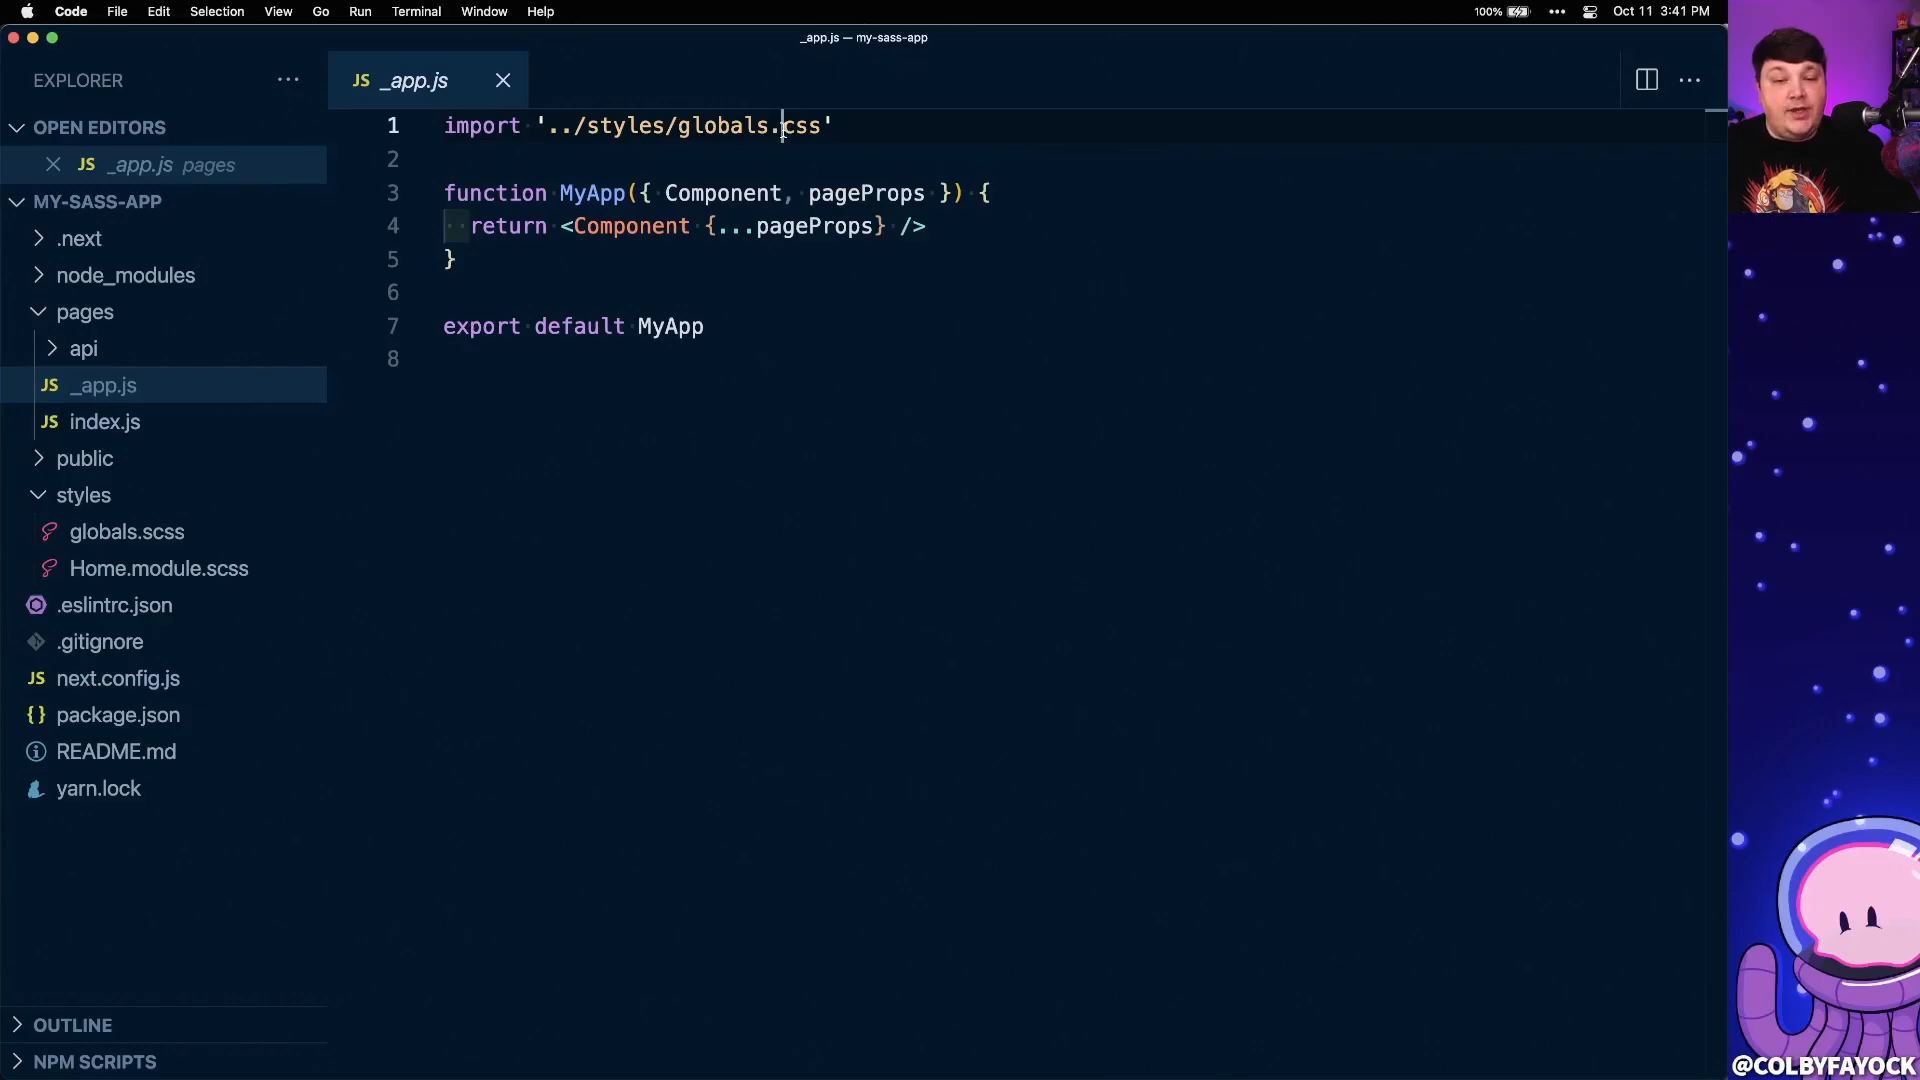 Code File Edit Selection View Go Run Terminal Window Help 100% Oct 11 3:41 PM
_app.js — my-sass-app
EXPLORER
JS _app.js
OPEN EDITORS
JS _app.js pages
MY-SASS-APP
.next
node_modules
pages
api
JS _app.js
JS index.js
public
styles
globals.scss
Home.module.scss
.eslintrc.json
.gitignore
JS next.config.js
{} package.json
README.md
yarn.lock
OUTLINE
NPM SCRIPTS
1 import '../styles/globals.css'
2
3 function MyApp({ Component, pageProps }) {
4 return <Component {...pageProps} />
5 }
6
7 export default MyApp
8
@COLBYFAYOCK